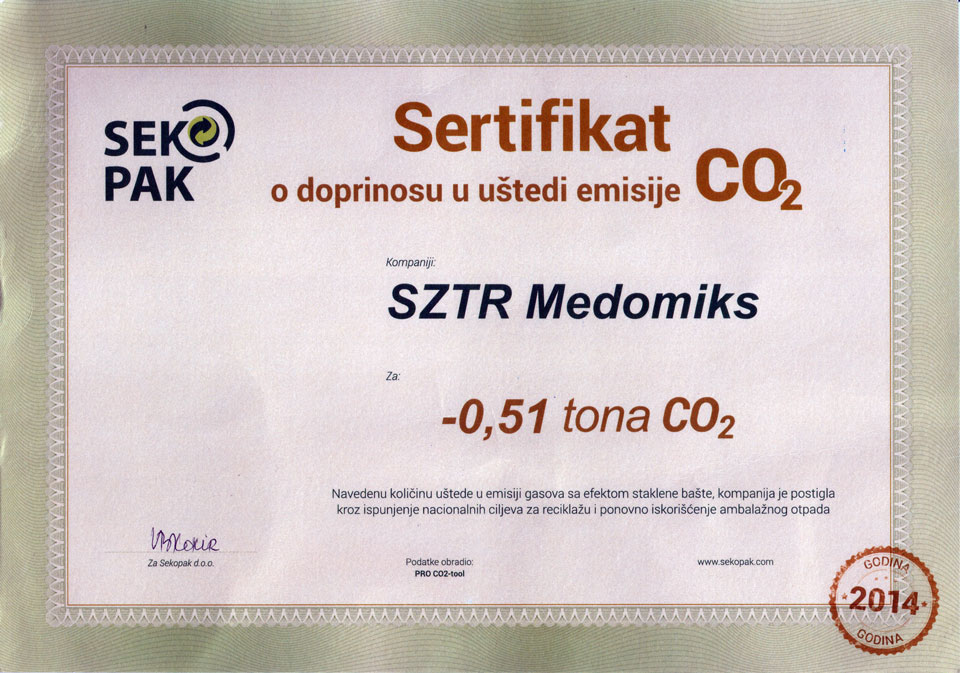 SEKO
PAK
Sertifikat
o doprinosu u uštedi emisije CO2
Kompaniji:
SZTR Medomiks
Za:
-0,51 tona CO2
Navedenu količinu uštede u emisiji gasova sa efektom staklene bašte, kompanija je postigla
kroz ispunjenje nacionalnih ciljeva za reciklažu i ponovno iskorišćenje ambalažnog otpada
Za Sekopak d.o.o.
Podatke obradio:
PRO CO2-tool
www.sekopak.com
GODINA
2014
GODINA